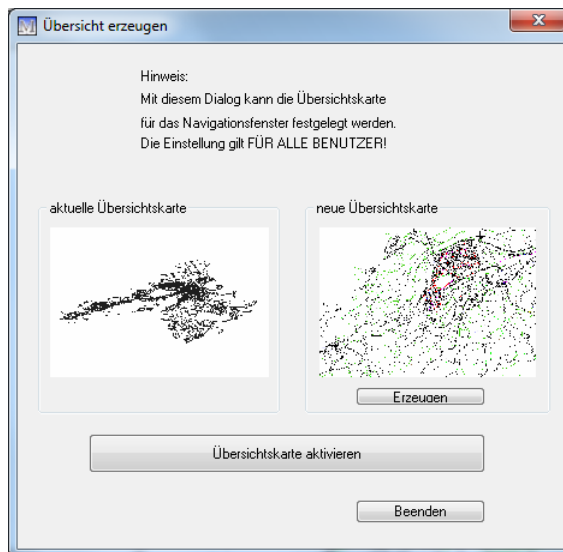 Übersicht erzeugen
Hinweis:
Mit diesem Dialog kann die Übersichtskarte
für das Navigationsfenster festgelegt werden.
Die Einstellung gilt FÜR ALLE BENUTZER!
aktuelle Übersichtskarte
neue Übersichtskarte
Erzeugen
Übersichtskarte aktivieren
Beenden